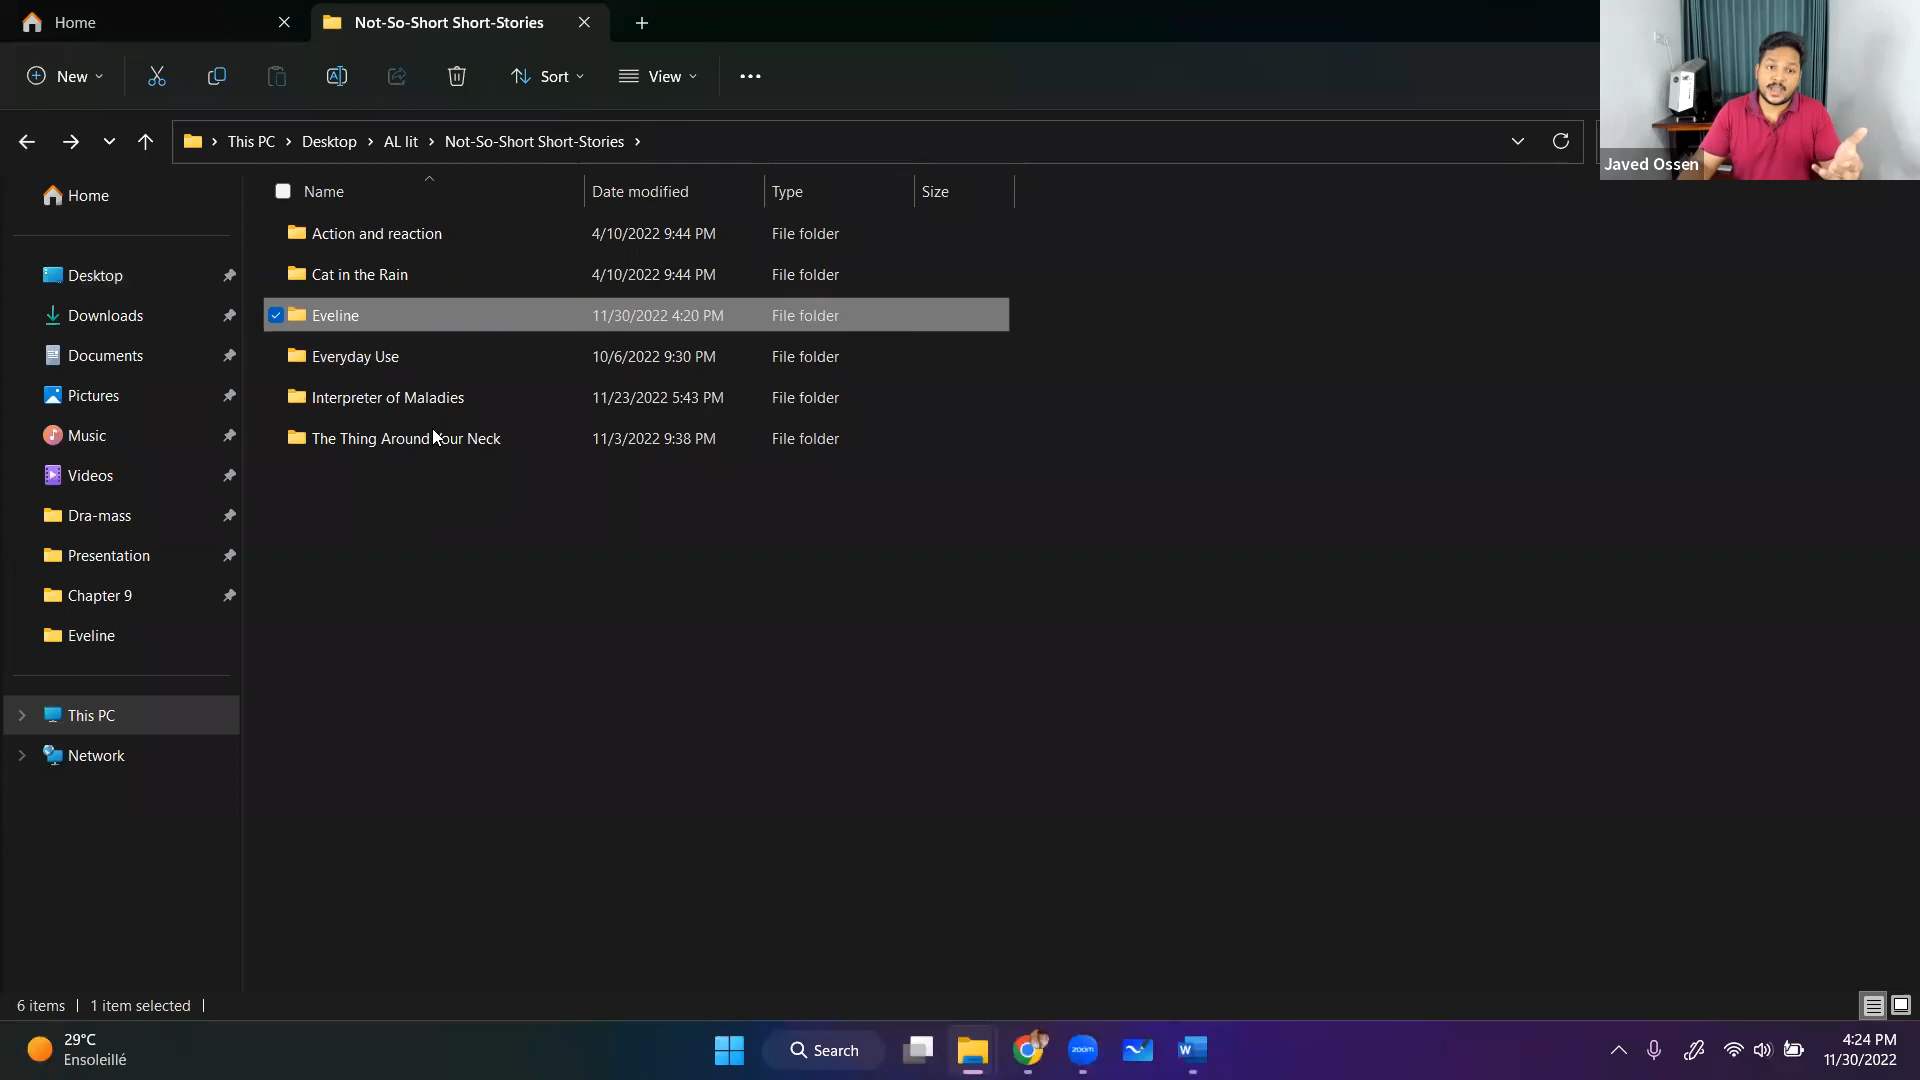 Home
Not-So-Short Short-Stories
New
Sort
View
This PC
Desktop
AL lit
Not-So-Short Short-Stories
Javed Ossen
Home
Desktop
Downloads
Documents
Pictures
Music
Videos
Dra-mass
Presentation
Chapter 9
Eveline
This PC
Network
Name Date modified Type Size
Action and reaction 4/10/2022 9:44 PM File folder
Cat in the Rain 4/10/2022 9:44 PM File folder
Eveline 11/30/2022 4:20 PM File folder
Everyday Use 10/6/2022 9:30 PM File folder
Interpreter of Maladies 11/23/2022 5:43 PM File folder
The Thing Around Your Neck 11/3/2022 9:38 PM File folder
6 items 1 item selected
29°C
Ensoleillé
Search
zoom
W
4:24 PM
11/30/2022